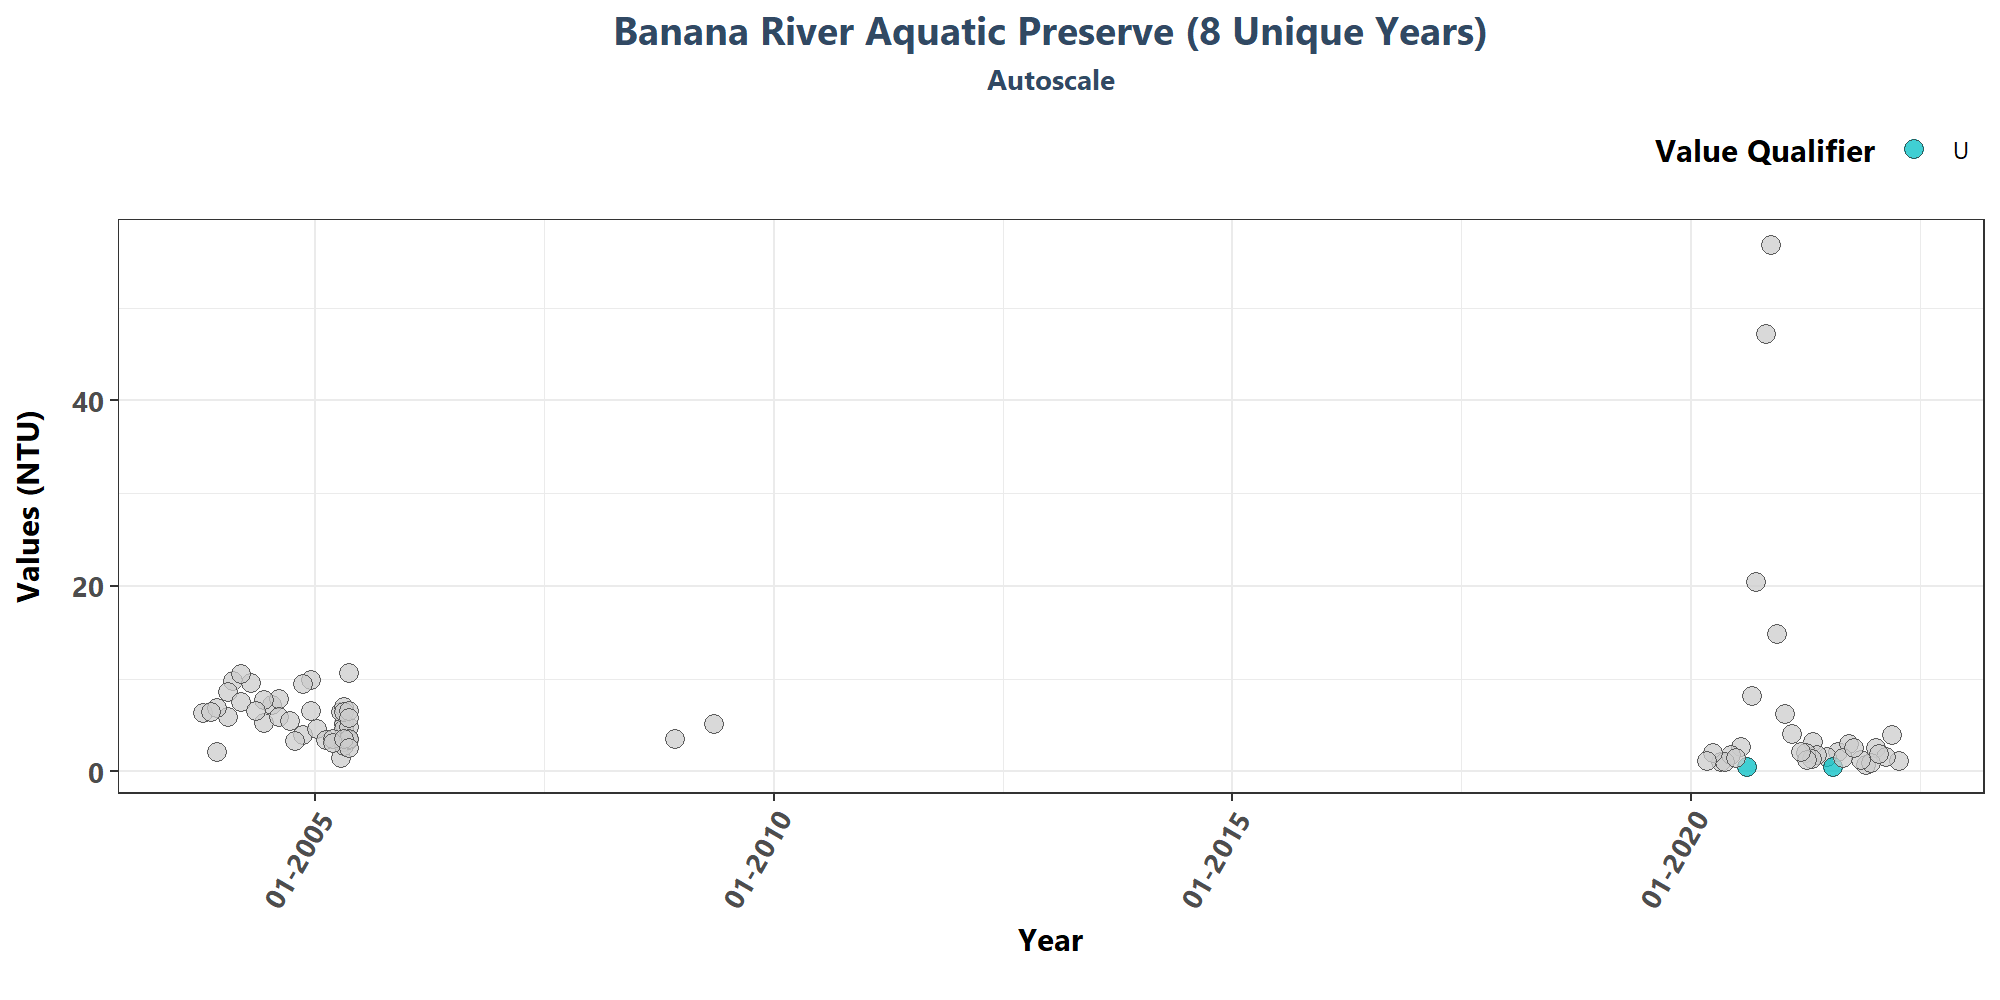 Banana River Aquatic Preserve (8 Unique Years)
Autoscale
Value Qualifier U
Values (NTU)
40
20
0
01-2005
01-2010
01-2015
01-2020
Year